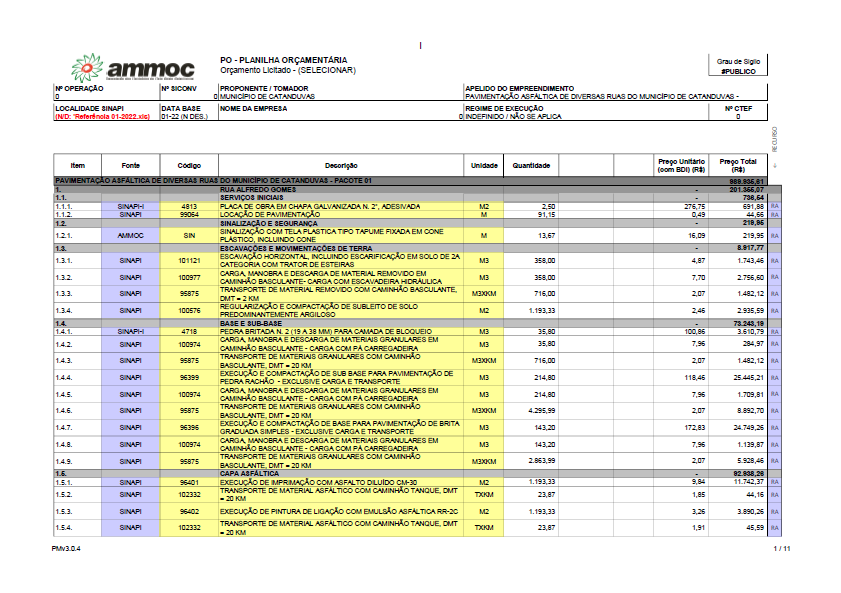 ammoc
PO - PLANILHA ORÇAMENTÁRIA
Orçamento Licitado - (SELECIONAR)
Grau de Sigilo
#PUBLICO
Nº OPERAÇÃO Nº SICONV PROPONENTE / TOMADOR APELIDO DO EMPREENDIMENTO
0 0 MUNICÍPIO DE CATANDUVAS PAVIMENTAÇÃO ASFÁLTICA DE DIVERSAS RUAS DO MUNICÍPIO DE CATANDUVAS -
LOCALIDADE SINAPI DATA BASE NOME DA EMPRESA REGIME DE EXECUÇÃO Nº CTEF
(N/D: "Referência 01-2022.xls) 01-22 (N DES.) 0 INDEFINIDO / NÃO SE APLICA 0
RECURSO
Item Fonte Código Descrição Unidade Quantidade Preço Unitário (com BDI) (R$) Preço Total (R$) ↓
PAVIMENTAÇÃO ASFÁLTICA DE DIVERSAS RUAS DO MUNICÍPIO DE CATANDUVAS - PACOTE 01 989.935,61
1. RUA ALFREDO GOMES - 201.355,07
1.1. SERVIÇOS INICIAIS - 736,54
1.1.1. SINAPI-I 4813 PLACA DE OBRA EM CHAPA GALVANIZADA N. 2", ADESIVADA M2 2,50 276,75 691,88 RA
1.1.2. SINAPI 99064 LOCAÇÃO DE PAVIMENTAÇÃO M 91,15 0,49 44,66 RA
1.2. SINALIZAÇÃO E SEGURANÇA - 219,95
1.2.1. AMMOC SIN SINALIZAÇÃO COM TELA PLASTICA TIPO TAPUME FIXADA EM CONE PLÁSTICO, INCLUINDO CONE M 13,67 16,09 219,95 RA
1.3. ESCAVAÇÕES E MOVIMENTAÇÕES DE TERRA - 8.917,77
1.3.1. SINAPI 101121 ESCAVAÇÃO HORIZONTAL, INCLUINDO ESCARIFICAÇÃO EM SOLO DE 2A CATEGORIA COM TRATOR DE ESTEIRAS M3 358,00 4,87 1.743,46 RA
1.3.2. SINAPI 100977 CARGA, MANOBRA E DESCARGA DE MATERIAL REMOVIDO EM CAMINHÃO BASCULANTE- CARGA COM ESCAVADEIRA HIDRÁULICA M3 358,00 7,70 2.756,60 RA
1.3.3. SINAPI 95875 TRANSPORTE DE MATERIAL REMOVIDO COM CAMINHÃO BASCULANTE, DMT = 2 KM M3XKM 716,00 2,07 1.482,12 RA
1.3.4. SINAPI 100576 REGULARIZAÇÃO E COMPACTAÇÃO DE SUBLEITO DE SOLO PREDOMINANTEMENTE ARGILOSO M2 1.193,33 2,46 2.935,59 RA
1.4. BASE E SUB-BASE - 73.243,19
1.4.1. SINAPI-I 4718 PEDRA BRITADA N. 2 (19 A 38 MM) PARA CAMADA DE BLOQUEIO M3 35,80 100,86 3.610,79 RA
1.4.2. SINAPI 100974 CARGA, MANOBRA E DESCARGA DE MATERIAIS GRANULARES EM CAMINHÃO BASCULANTE - CARGA COM PÁ CARREGADEIRA M3 35,80 7,96 284,97 RA
1.4.3. SINAPI 95875 TRANSPORTE DE MATERIAIS GRANULARES COM CAMINHÃO BASCULANTE, DMT = 20 KM M3XKM 716,00 2,07 1.482,12 RA
1.4.4. SINAPI 96399 EXECUÇÃO E COMPACTAÇÃO DE SUB BASE PARA PAVIMENTAÇÃO DE PEDRA RACHÃO - EXCLUSIVE CARGA E TRANSPORTE M3 214,80 118,46 25.445,21 RA
1.4.5. SINAPI 100974 CARGA, MANOBRA E DESCARGA DE MATERIAIS GRANULARES EM CAMINHÃO BASCULANTE - CARGA COM PÁ CARREGADEIRA M3 214,80 7,96 1.709,81 RA
1.4.6. SINAPI 95875 TRANSPORTE DE MATERIAIS GRANULARES COM CAMINHÃO BASCULANTE, DMT = 20 KM M3XKM 4.295,99 2,07 8.892,70 RA
1.4.7. SINAPI 96396 EXECUÇÃO E COMPACTAÇÃO DE BASE PARA PAVIMENTAÇÃO DE BRITA GRADUADA SIMPLES - EXCLUSIVE CARGA E TRANSPORTE M3 143,20 172,83 24.749,26 RA
1.4.8. SINAPI 100974 CARGA, MANOBRA E DESCARGA DE MATERIAIS GRANULARES EM CAMINHÃO BASCULANTE - CARGA COM PÁ CARREGADEIRA M3 143,20 7,96 1.139,87 RA
1.4.9. SINAPI 95875 TRANSPORTE DE MATERIAIS GRANULARES COM CAMINHÃO BASCULANTE, DMT = 20 KM M3XKM 2.863,99 2,07 5.928,46 RA
1.5. CAPA ASFÁLTICA - 92.938,26
1.5.1. SINAPI 96401 EXECUÇÃO DE IMPRIMAÇÃO COM ASFALTO DILUÍDO CM-30 M2 1.193,33 9,84 11.742,37 RA
1.5.2. SINAPI 102332 TRANSPORTE DE MATERIAL ASFÁLTICO COM CAMINHÃO TANQUE, DMT = 20 KM TXKM 23,87 1,85 44,16 RA
1.5.3. SINAPI 96402 EXECUÇÃO DE PINTURA DE LIGAÇÃO COM EMULSÃO ASFÁLTICA RR-2C M2 1.193,33 3,26 3.890,26 RA
1.5.4. SINAPI 102332 TRANSPORTE DE MATERIAL ASFÁLTICO COM CAMINHÃO TANQUE, DMT = 20 KM TXKM 23,87 1,91 45,59 RA
PMv3.0.4 1 / 11